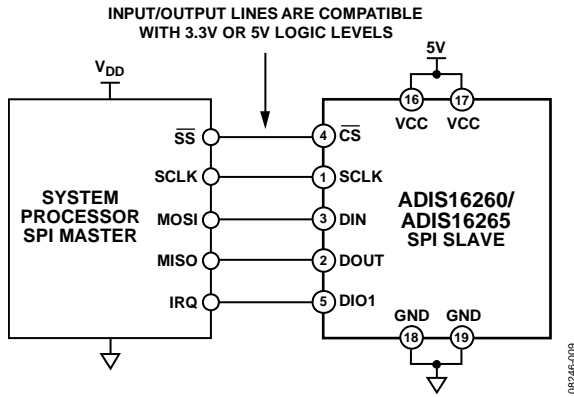 INPUT/OUTPUT LINES ARE COMPATIBLE
WITH 3.3V OR 5V LOGIC LEVELS
VDD
5V
16 17
VCC VCC
SS 4 CS
SCLK 1 SCLK
SYSTEM
PROCESSOR
SPI MASTER
MOSI 3 DIN
ADIS16260/
ADIS16265
SPI SLAVE
MISO 2 DOUT
IRQ 5 DIO1
GND GND
18 19
08246-009